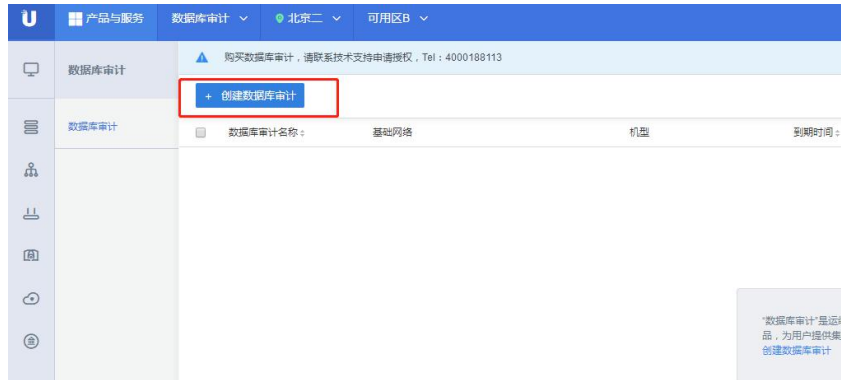 产品与服务 数据库审计 北京二 可用区B
数据库审计
购买数据库审计，请联系技术支持申请授权，Tel：4000188113
+ 创建数据库审计
数据库审计
数据库审计名称 基础网络 机型 到期时间
"数据库审计"是运
品，为用户提供集
创建数据库审计